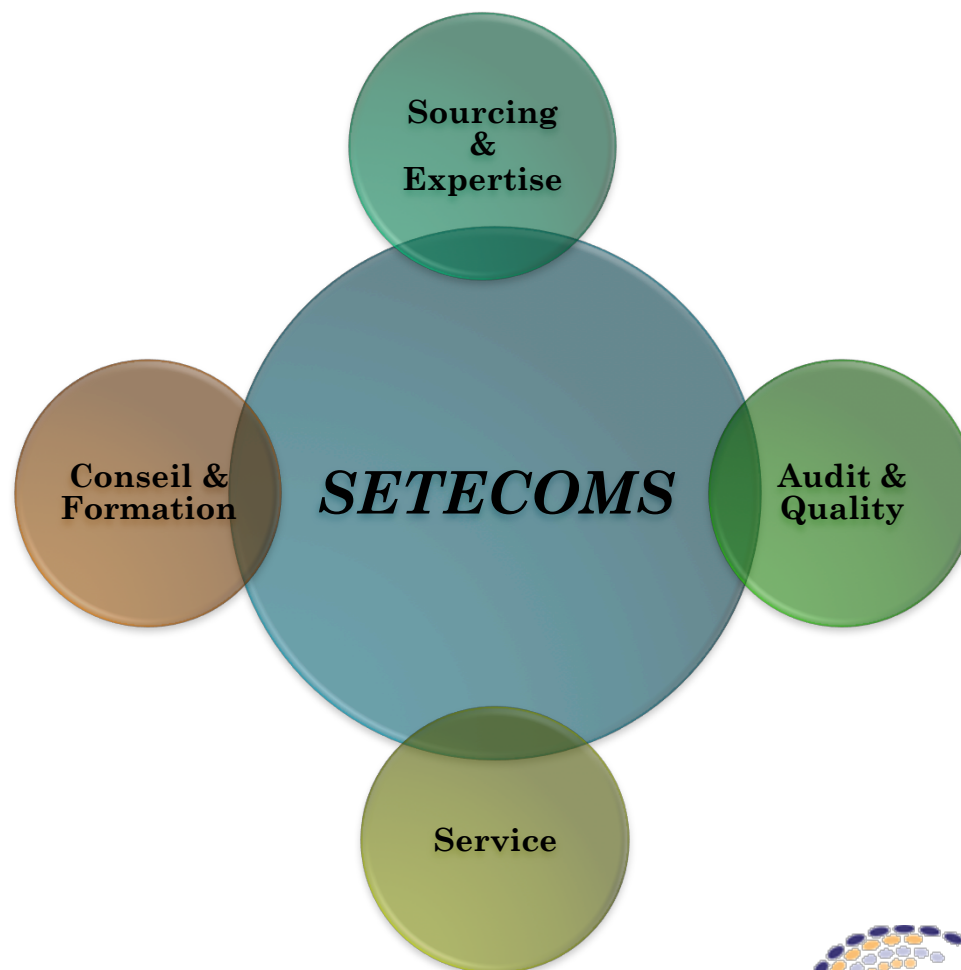 Sourcing
&
Expertise
Conseil &
Formation
SETECOMS
Audit &
Quality
Service